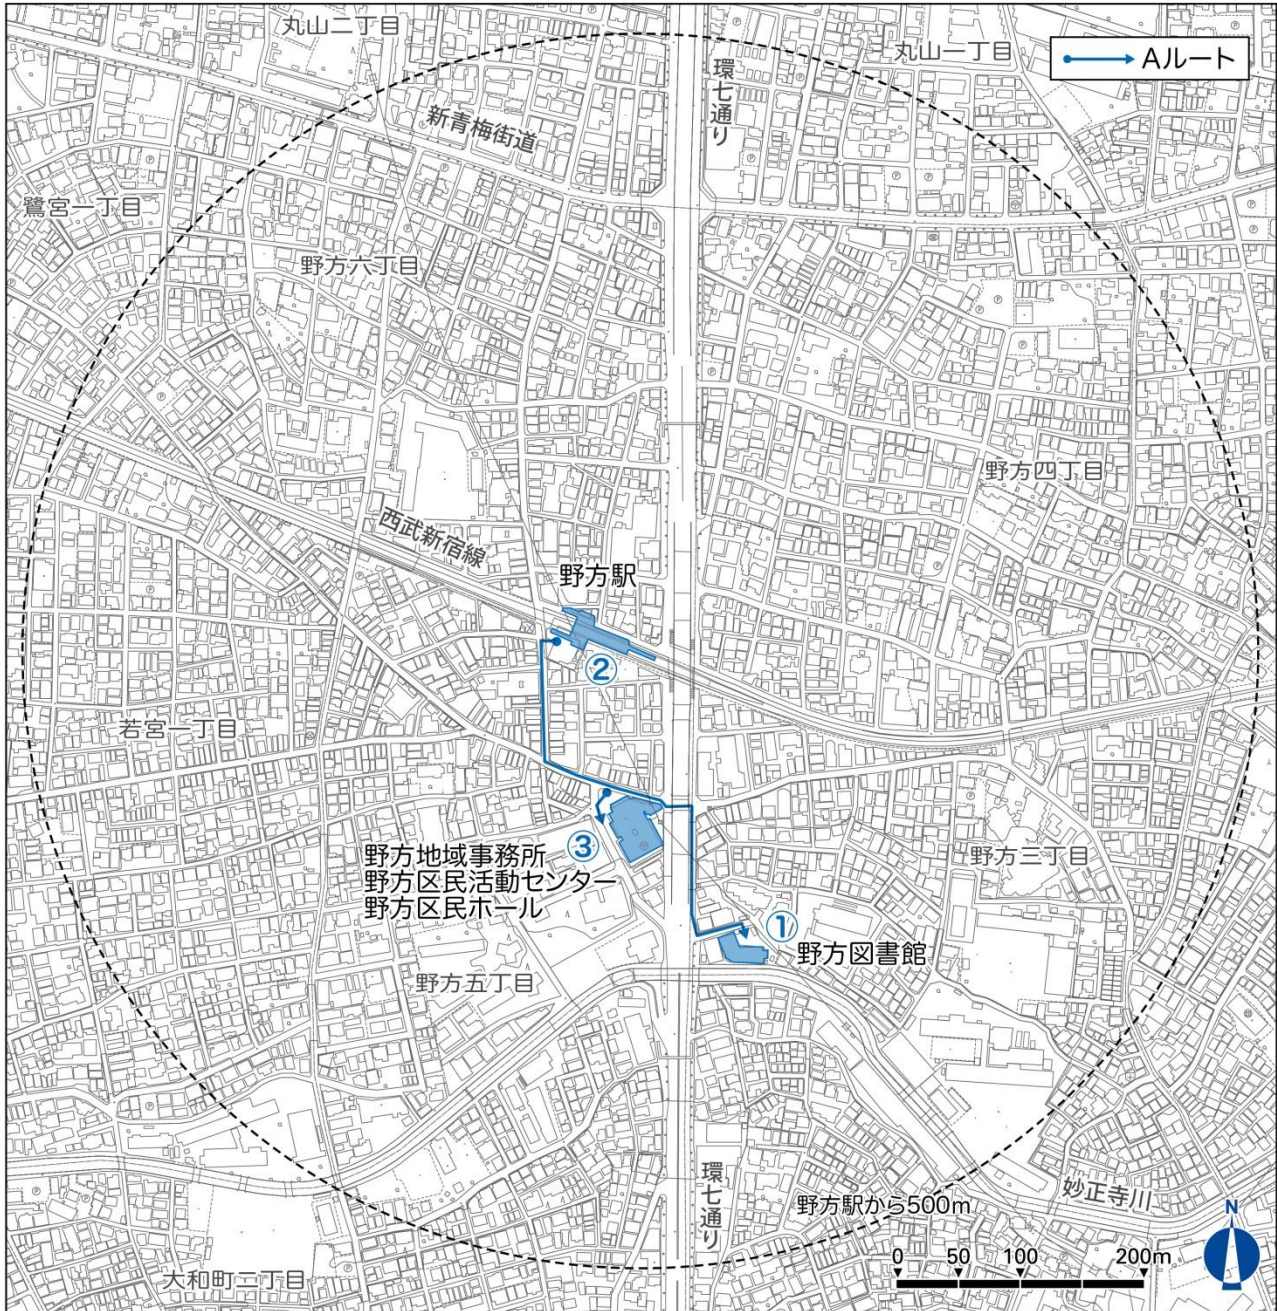 丸山二丁目
丸山一丁目
Aルート
環七通り
新青梅街道
鷺宮一丁目
野方六丁目
野方四丁目
西武新宿線
野方駅
②
若宮一丁目
③
野方地域事務所
野方区民活動センター
野方区民ホール
野方三丁目
①
野方図書館
野方五丁目
環七通り
妙正寺川
野方駅から500m
N
0 50 100 200m
大和町二丁目